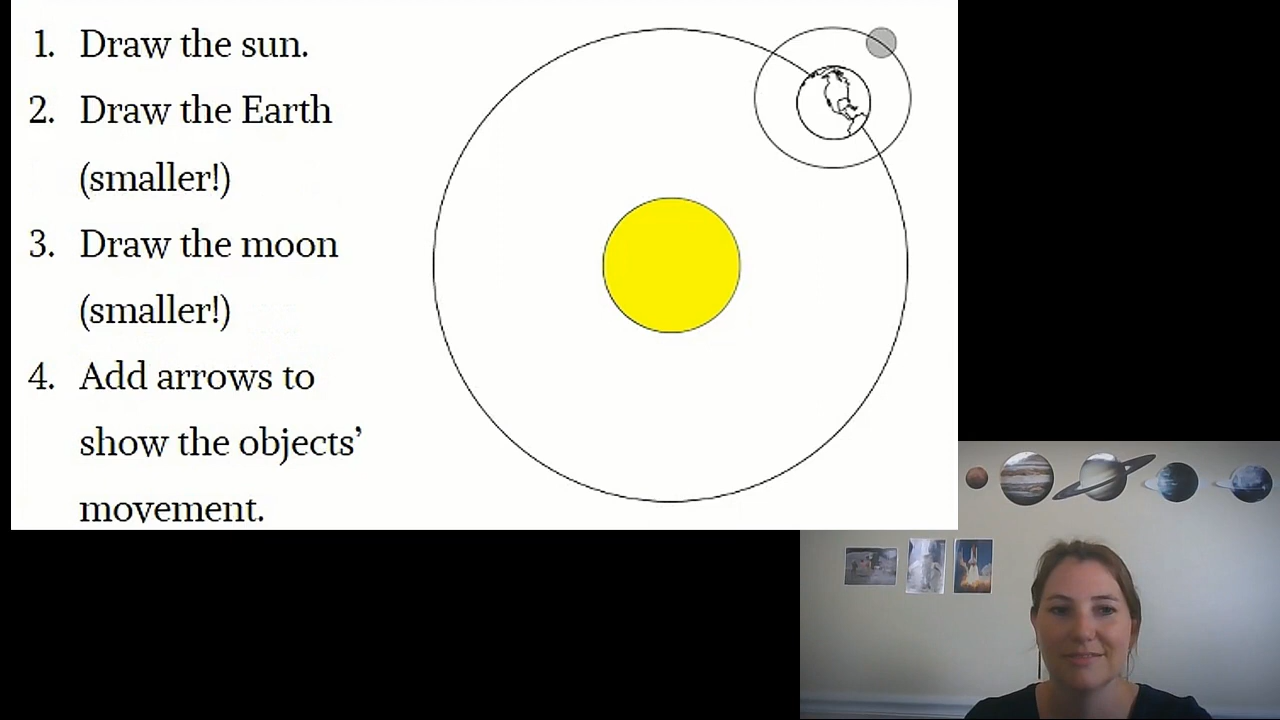 1. Draw the sun.
2. Draw the Earth
(smaller!)
3. Draw the moon
(smaller!)
4. Add arrows to
show the objects’
movement.